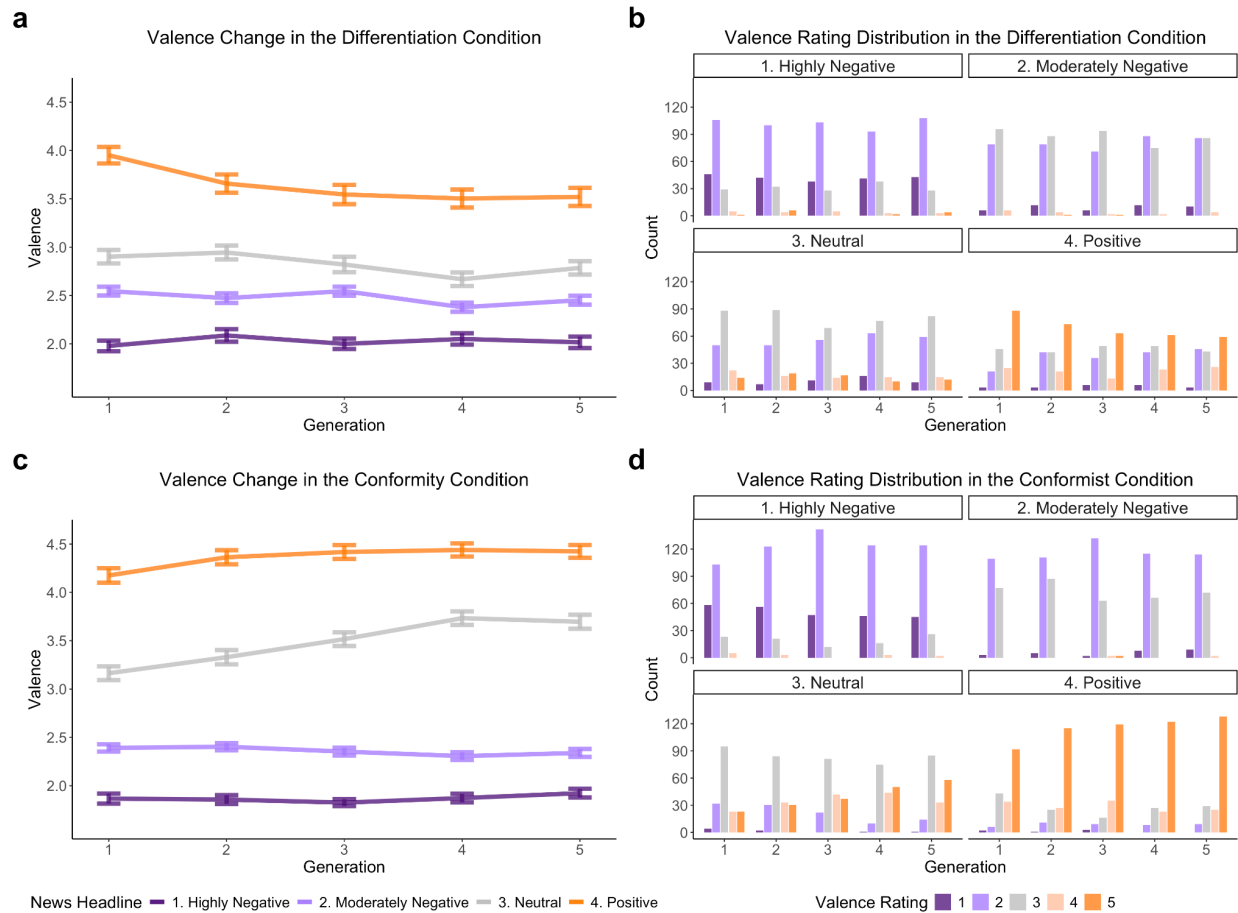 a
Valence Change in the Differentiation Condition
Valence
4.5
4.0
3.5
3.0
2.5
2.0
1 2 3 4 5
Generation
b
Valence Rating Distribution in the Differentiation Condition
1. Highly Negative 2. Moderately Negative
Count
120
90
60
30
0
3. Neutral 4. Positive
120
90
60
30
0
1 2 3 4 5 1 2 3 4 5
Generation
c
Valence Change in the Conformity Condition
Valence
4.5
4.0
3.5
3.0
2.5
2.0
1 2 3 4 5
Generation
d
Valence Rating Distribution in the Conformist Condition
1. Highly Negative 2. Moderately Negative
Count
120
90
60
30
0
3. Neutral 4. Positive
120
90
60
30
0
1 2 3 4 5 1 2 3 4 5
Generation
News Headline 1. Highly Negative 2. Moderately Negative 3. Neutral 4. Positive
Valence Rating 1 2 3 4 5